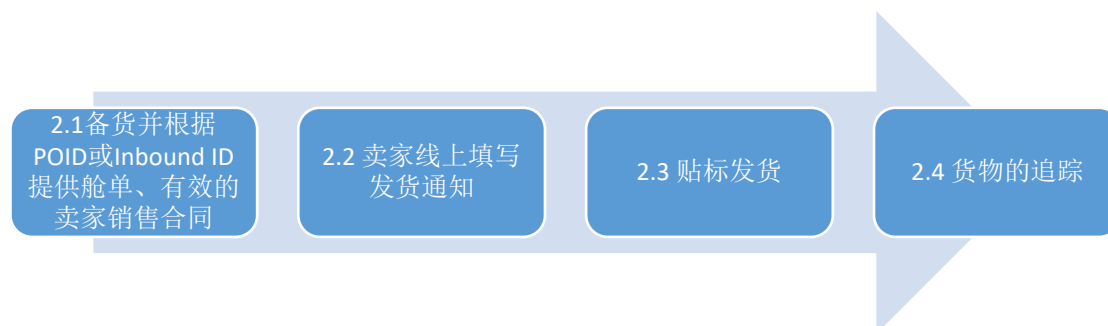 2.1备货并根据
POID或Inbound ID
提供舱单、有效的
卖家销售合同
2.2 卖家线上填写
发货通知
2.3 贴标发货
2.4 货物的追踪